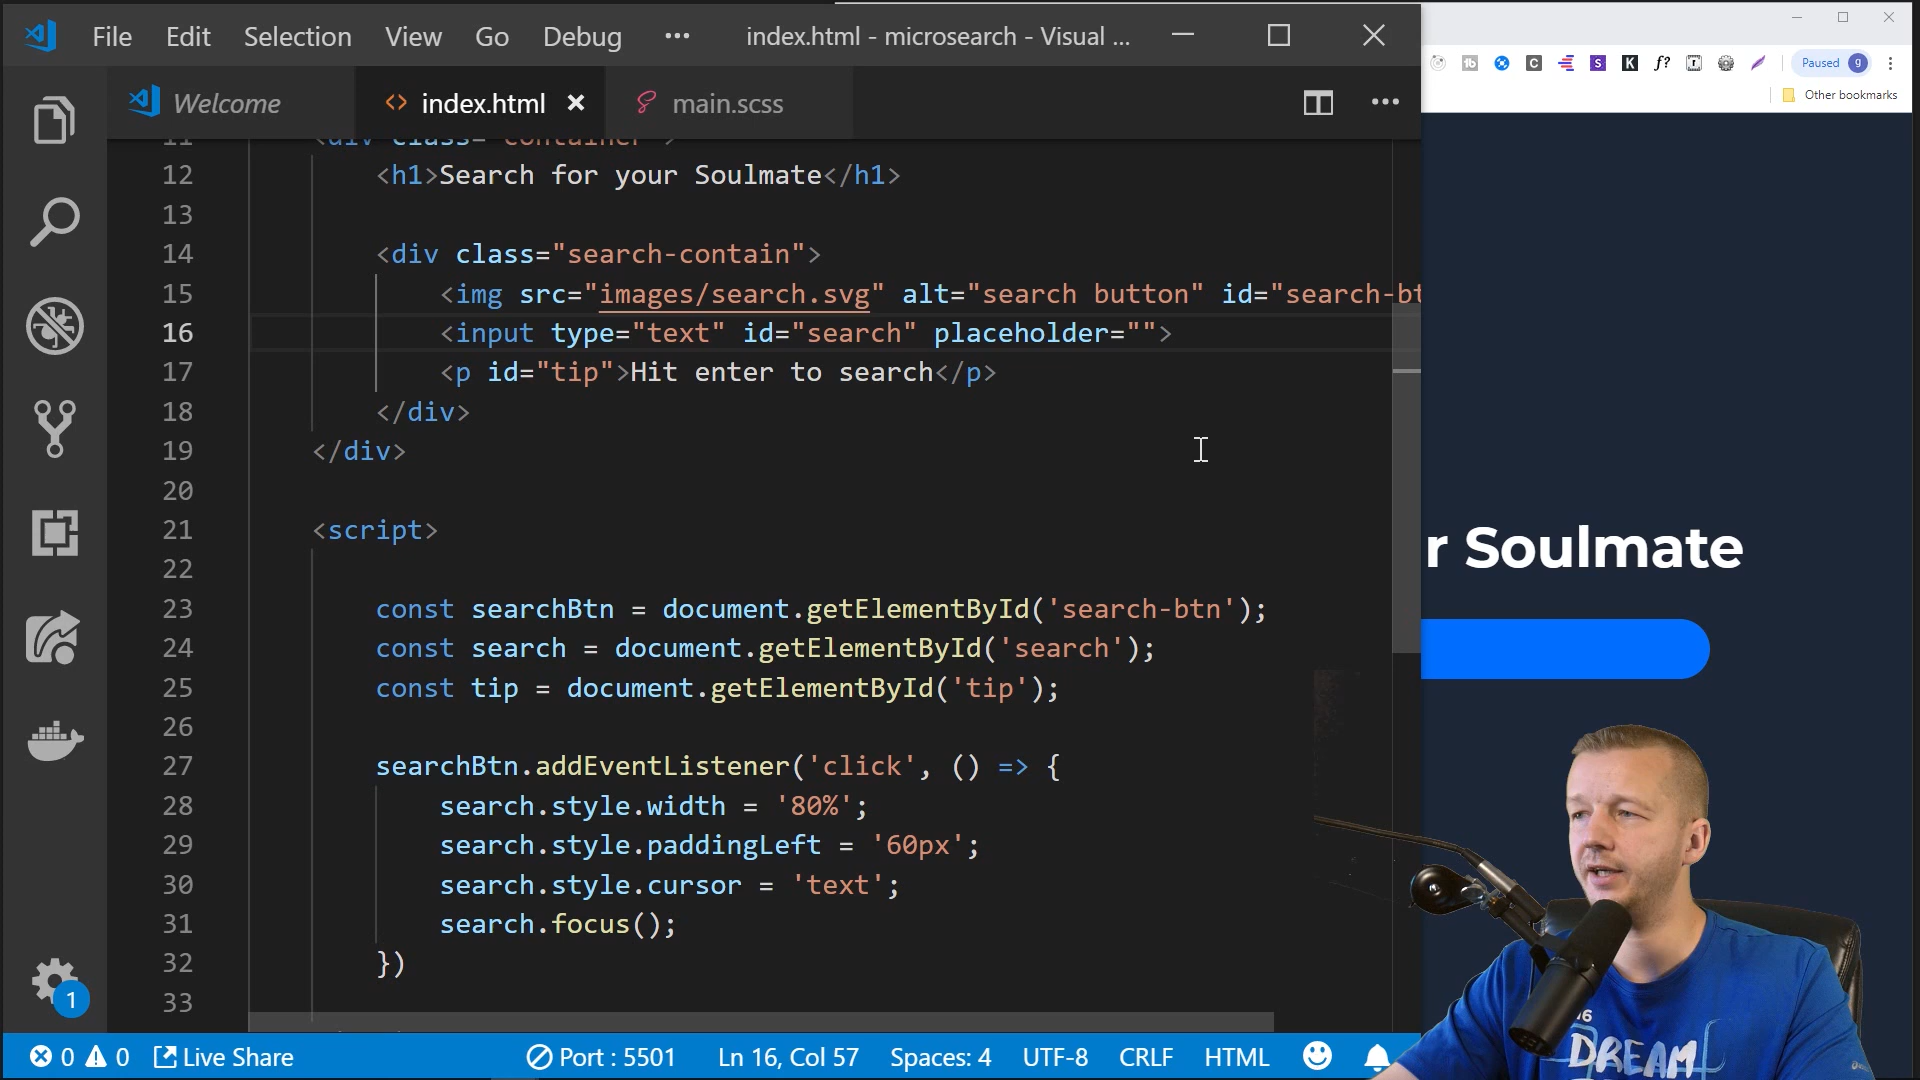 File Edit Selection View Go Debug ••• index.html - microsearch - Visual ...
Welcome index.html main.scss
Paused g
Other bookmarks
11 <div class="container">
12 <h1>Search for your Soulmate</h1>
13
14 <div class="search-contain">
15 <img src="images/search.svg" alt="search button" id="search-bt
16 <input type="text" id="search" placeholder="">
17 <p id="tip">Hit enter to search</p>
18 </div>
19 </div>
20
21 <script>
22
23 const searchBtn = document.getElementById('search-btn');
24 const search = document.getElementById('search');
25 const tip = document.getElementById('tip');
26
27 searchBtn.addEventListener('click', () => {
28 search.style.width = '80%';
29 search.style.paddingLeft = '60px';
30 search.style.cursor = 'text';
31 search.focus();
32 })
33
r Soulmate
1
0 0 Live Share Port : 5501 Ln 16, Col 57 Spaces: 4 UTF-8 CRLF HTML
DREAM